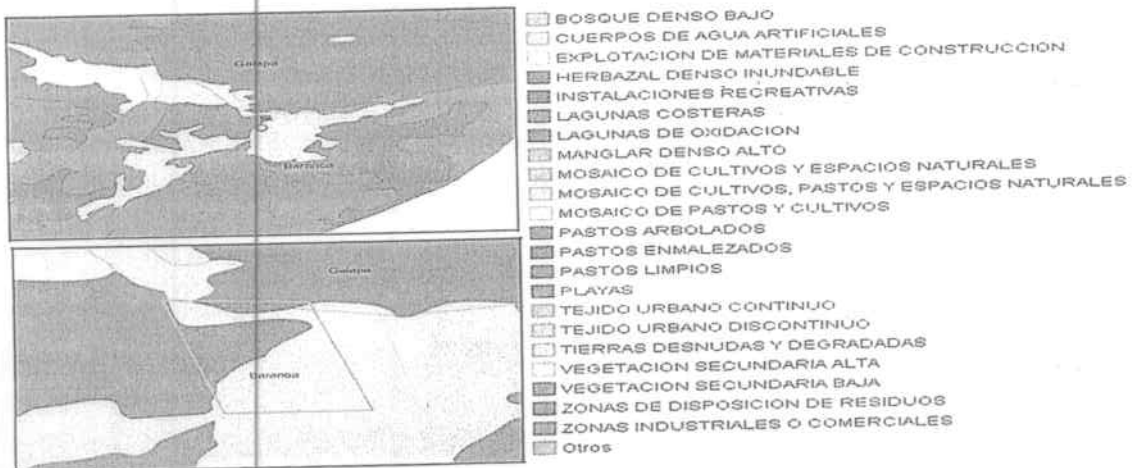 Galapa
Baranoa
Galapa
Baranoa
BOSQUE DENSO BAJO
CUERPOS DE AGUA ARTIFICIALES
EXPLOTACION DE MATERIALES DE CONSTRUCCION
HERBAZAL DENSO INUNDABLE
INSTALACIONES RECREATIVAS
LAGUNAS COSTERAS
LAGUNAS DE OXIDACION
MANGLAR DENSO ALTO
MOSAICO DE CULTIVOS Y ESPACIOS NATURALES
MOSAICO DE CULTIVOS, PASTOS Y ESPACIOS NATURALES
MOSAICO DE PASTOS Y CULTIVOS
PASTOS ARBOLADOS
PASTOS ENMALEZADOS
PASTOS LIMPIOS
PLAYAS
TEJIDO URBANO CONTINUO
TEJIDO URBANO DISCONTINUO
TIERRAS DESNUDAS Y DEGRADADAS
VEGETACION SECUNDARIA ALTA
VEGETACION SECUNDARIA BAJA
ZONAS DE DISPOSICION DE RESIDUOS
ZONAS INDUSTRIALES O COMERCIALES
Otros